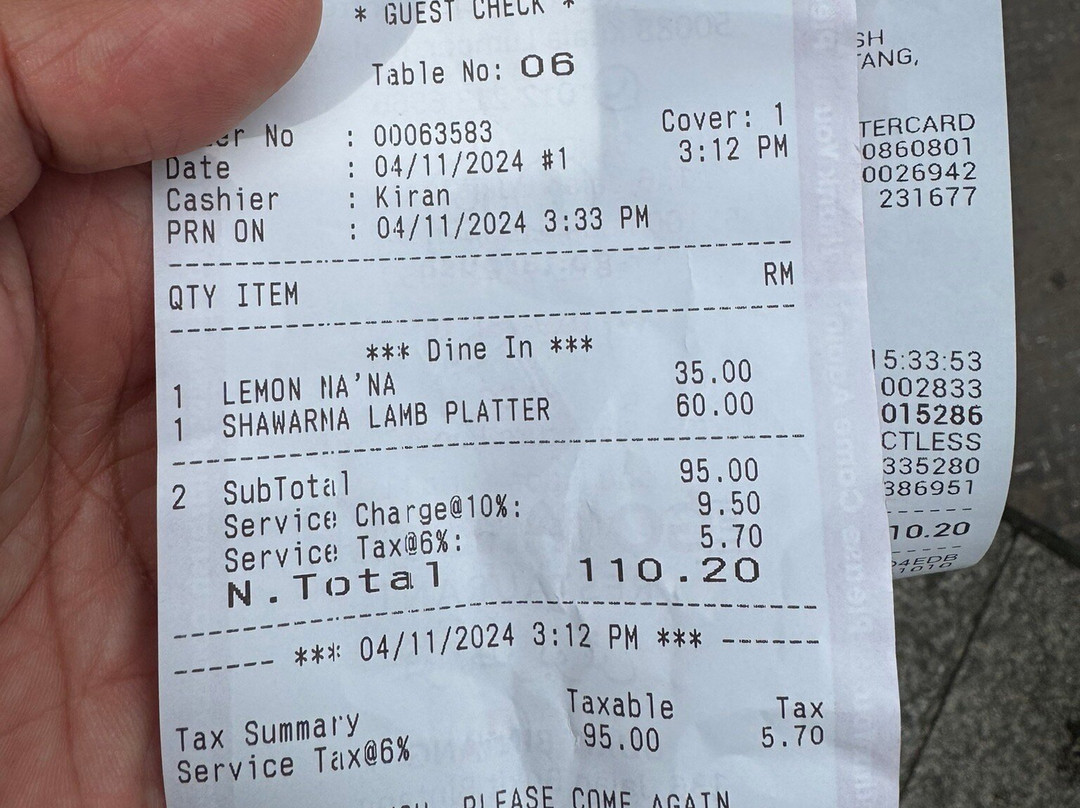 * GUEST CHECK *
Table No: 06
No : 00063583 Cover: 1
Date : 04/11/2024 #1 3:12 PM
Cashier : Kiran
PRN ON : 04/11/2024 3:33 PM
QTY ITEM RM
*** Dine In ***
1 LEMON NA'NA 35.00
1 SHAWARMA LAMB PLATTER 60.00
2 SubTotal 95.00
Service Charge@10%: 9.50
Service Tax@6%: 5.70
N.Total 110.20
*** 04/11/2024 3:12 PM ***
Tax Summary Taxable Tax
Service Tax@6% 95.00 5.70
PLEASE COME AGAIN
SH
TANG,
TERCARD
0860801
0026942
231677
15:33:53
002833
015286
CTLESS
335280
386951
10.20